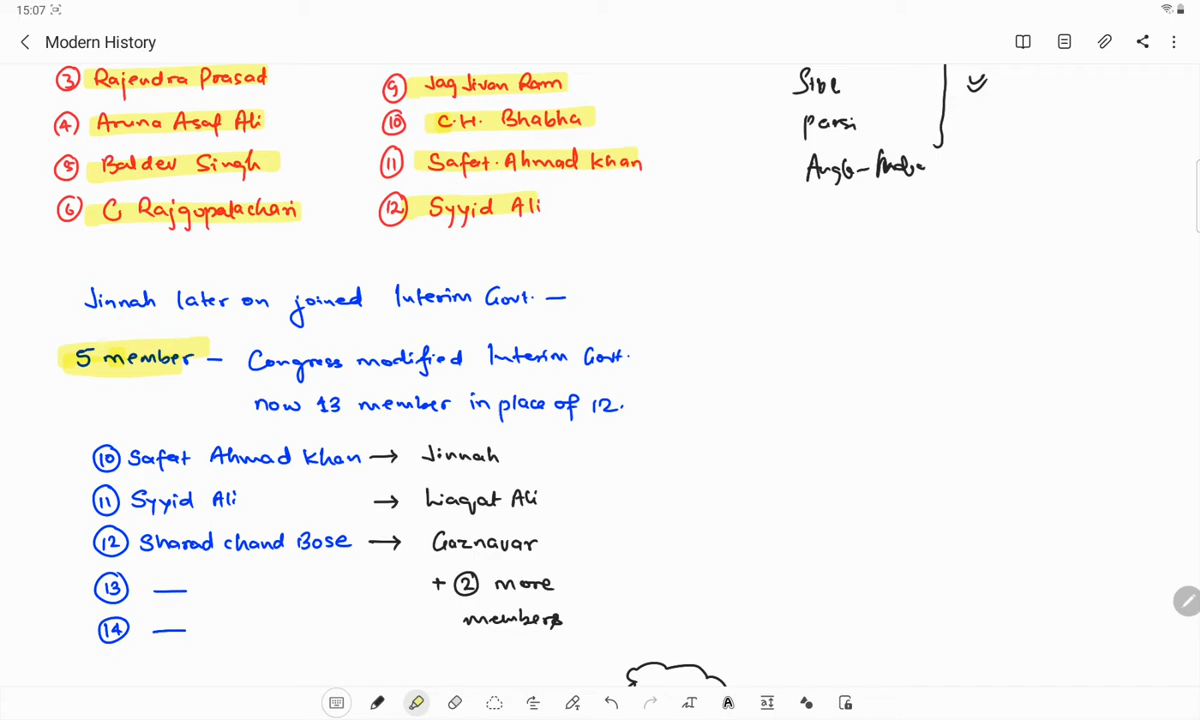 15:07
Modern History
③ Rajendra Prasad
④ Aruna Asaf Ali
⑤ Baldev Singh
⑥ C Rajgopalachari
⑨ Jag Jivan Ram
⑩ C.H. Bhabha
⑪ Safat Ahmad Khan
⑫ Syyid Ali
parsi
Jinnah later on joined Interim Govt. —
5 member — Congress modified Interim Govt.
now 13 member in place of 12.
⑩ Safat Ahmad Khan → Jinnah
⑪ Syyid Ali → Liaqat Ali
⑫ Sharad chand Bose → Gaznavar
⑬ — + ② more
⑭ — members